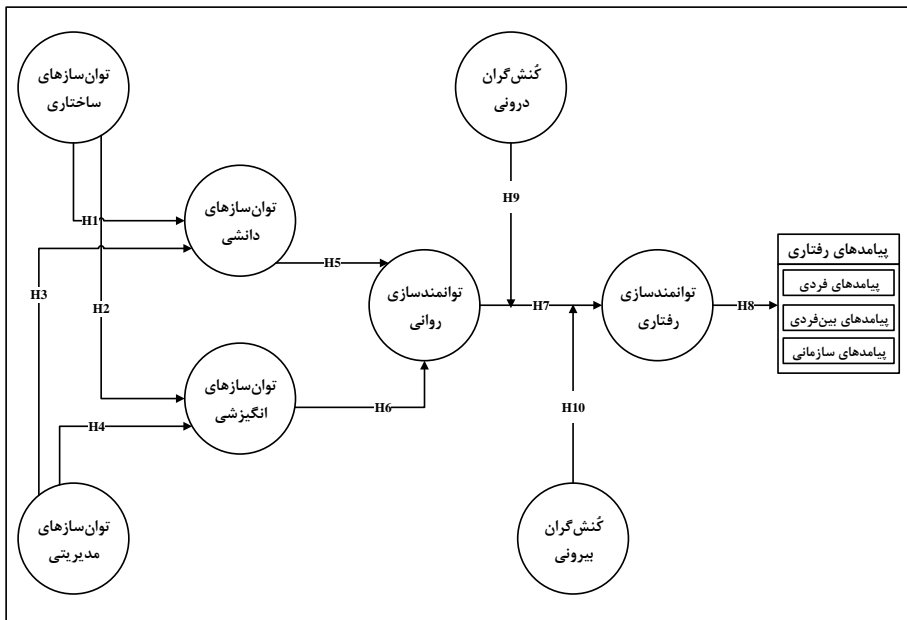 توان‌سازهای
ساختاری
کُنش‌گران
درونی
H1
توان‌سازهای
دانشی
H9
H3
H2
H5
توانمندسازی
روانی
H7
توانمندسازی
رفتاری
H8
پیامدهای رفتاری
پیامدهای فردی
پیامدهای بین‌فردی
پیامدهای سازمانی
توان‌سازهای
انگیزشی
H4
H6
H10
توان‌سازهای
مدیریتی
کُنش‌گران
بیرونی